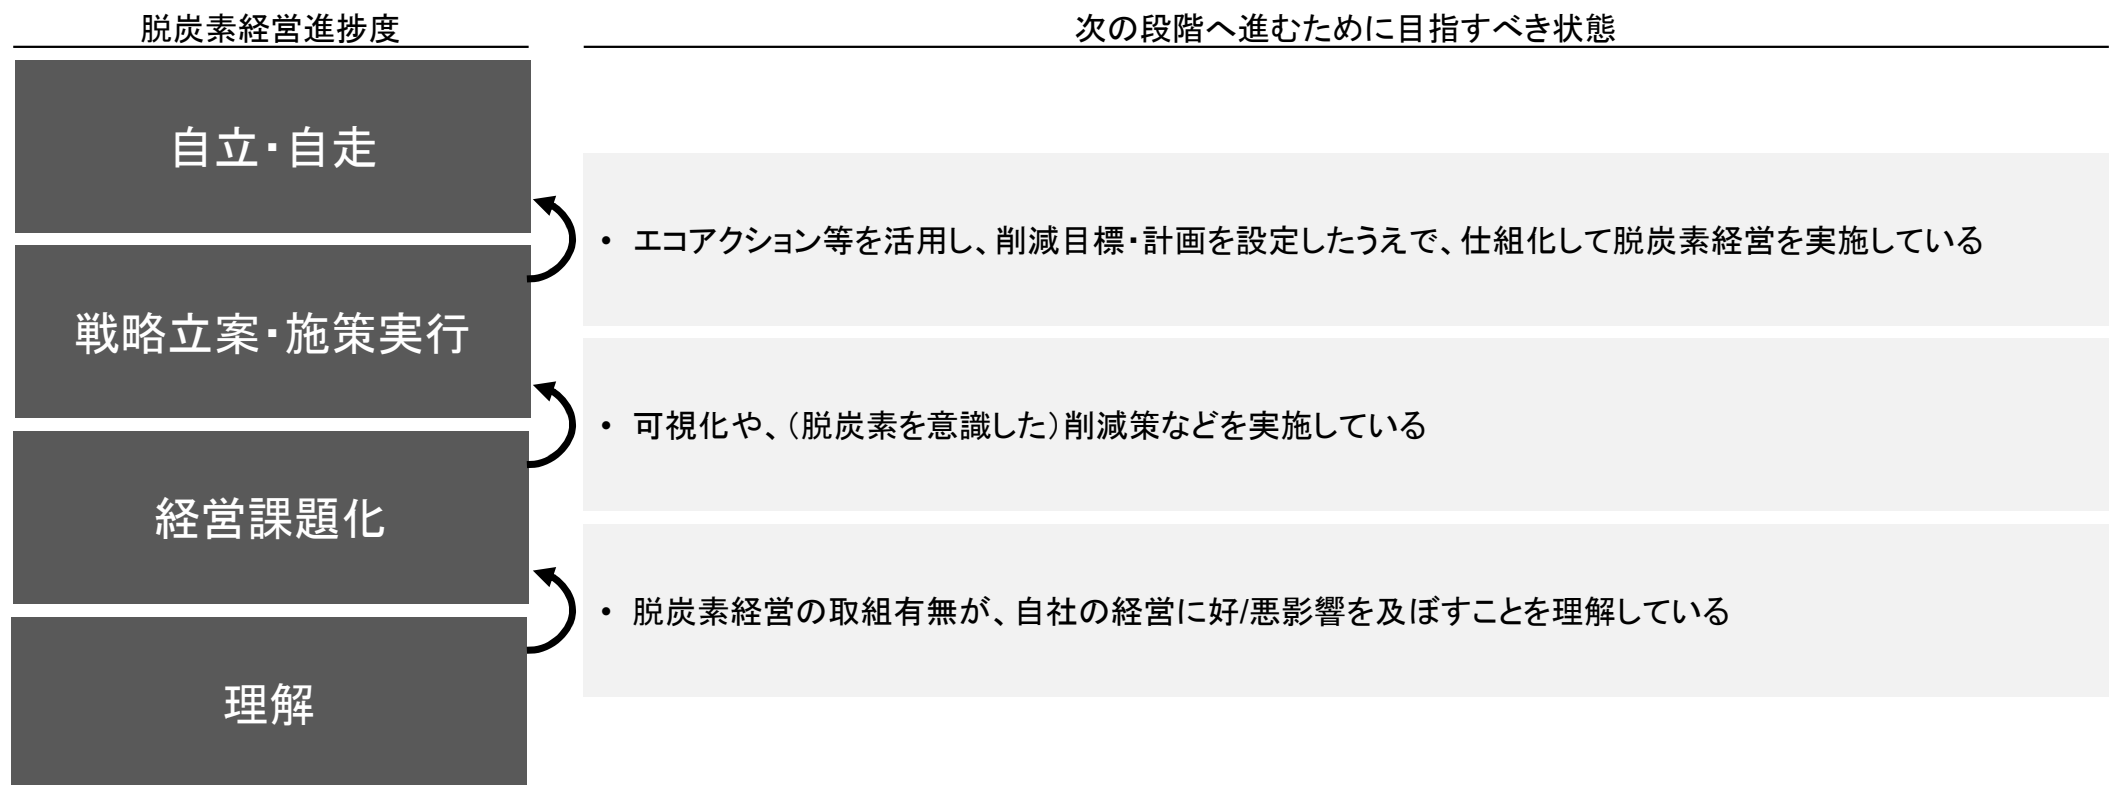 脱炭素経営進捗度
次の段階へ進むために目指すべき状態
自立・自走
• エコアクション等を活用し、削減目標・計画を設定したうえで、仕組化して脱炭素経営を実施している
戦略立案・施策実行
• 可視化や、（脱炭素を意識した）削減策などを実施している
経営課題化
• 脱炭素経営の取組有無が、自社の経営に好/悪影響を及ぼすことを理解している
理解